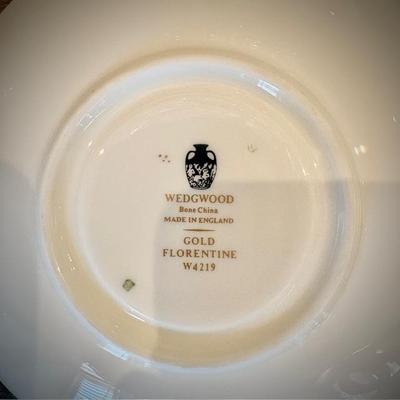 WEDGWOOD
Bone China
MADE IN ENGLAND
GOLD
FLORENTINE
W4219